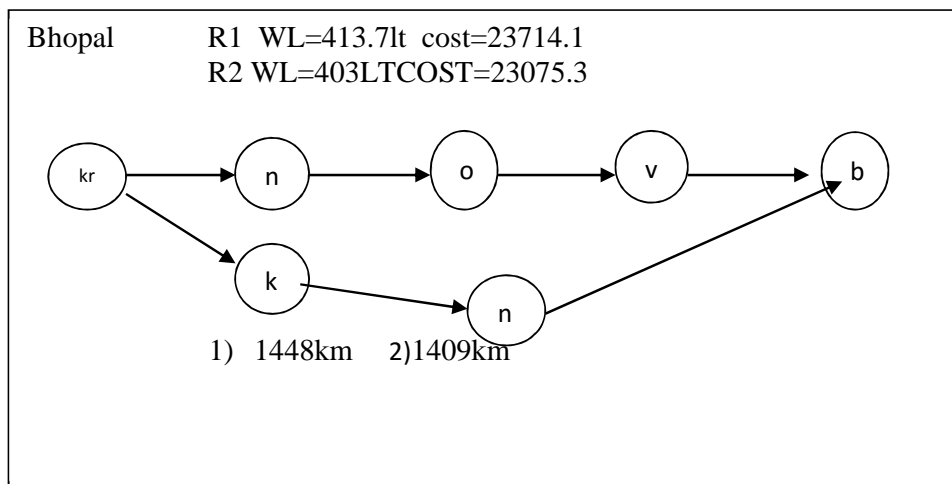 Bhopal R1 WL=413.7lt cost=23714.1
R2 WL=403LTCOST=23075.3
kr n o v b
k
n
1) 1448km 2)1409km